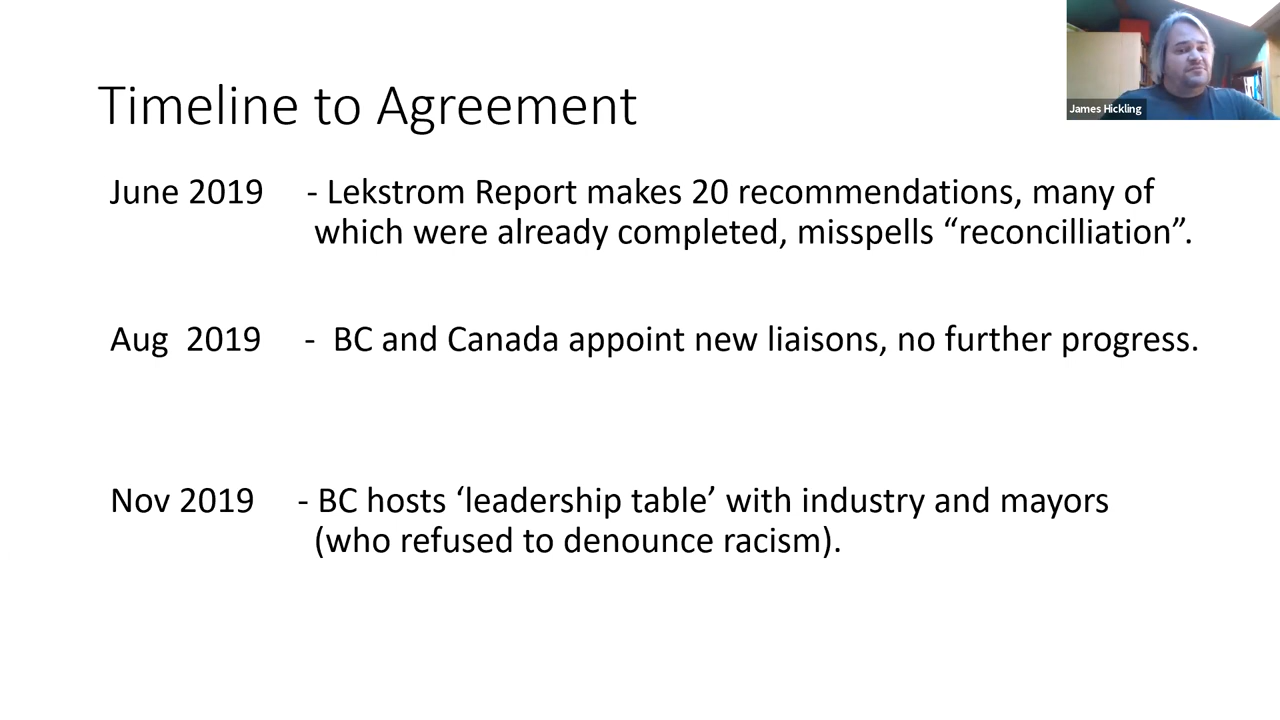 James Hickling
Timeline to Agreement
June 2019 - Lekstrom Report makes 20 recommendations, many of
which were already completed, misspells “reconcilliation”.
Aug 2019 - BC and Canada appoint new liaisons, no further progress.
Nov 2019 - BC hosts ‘leadership table’ with industry and mayors
(who refused to denounce racism).